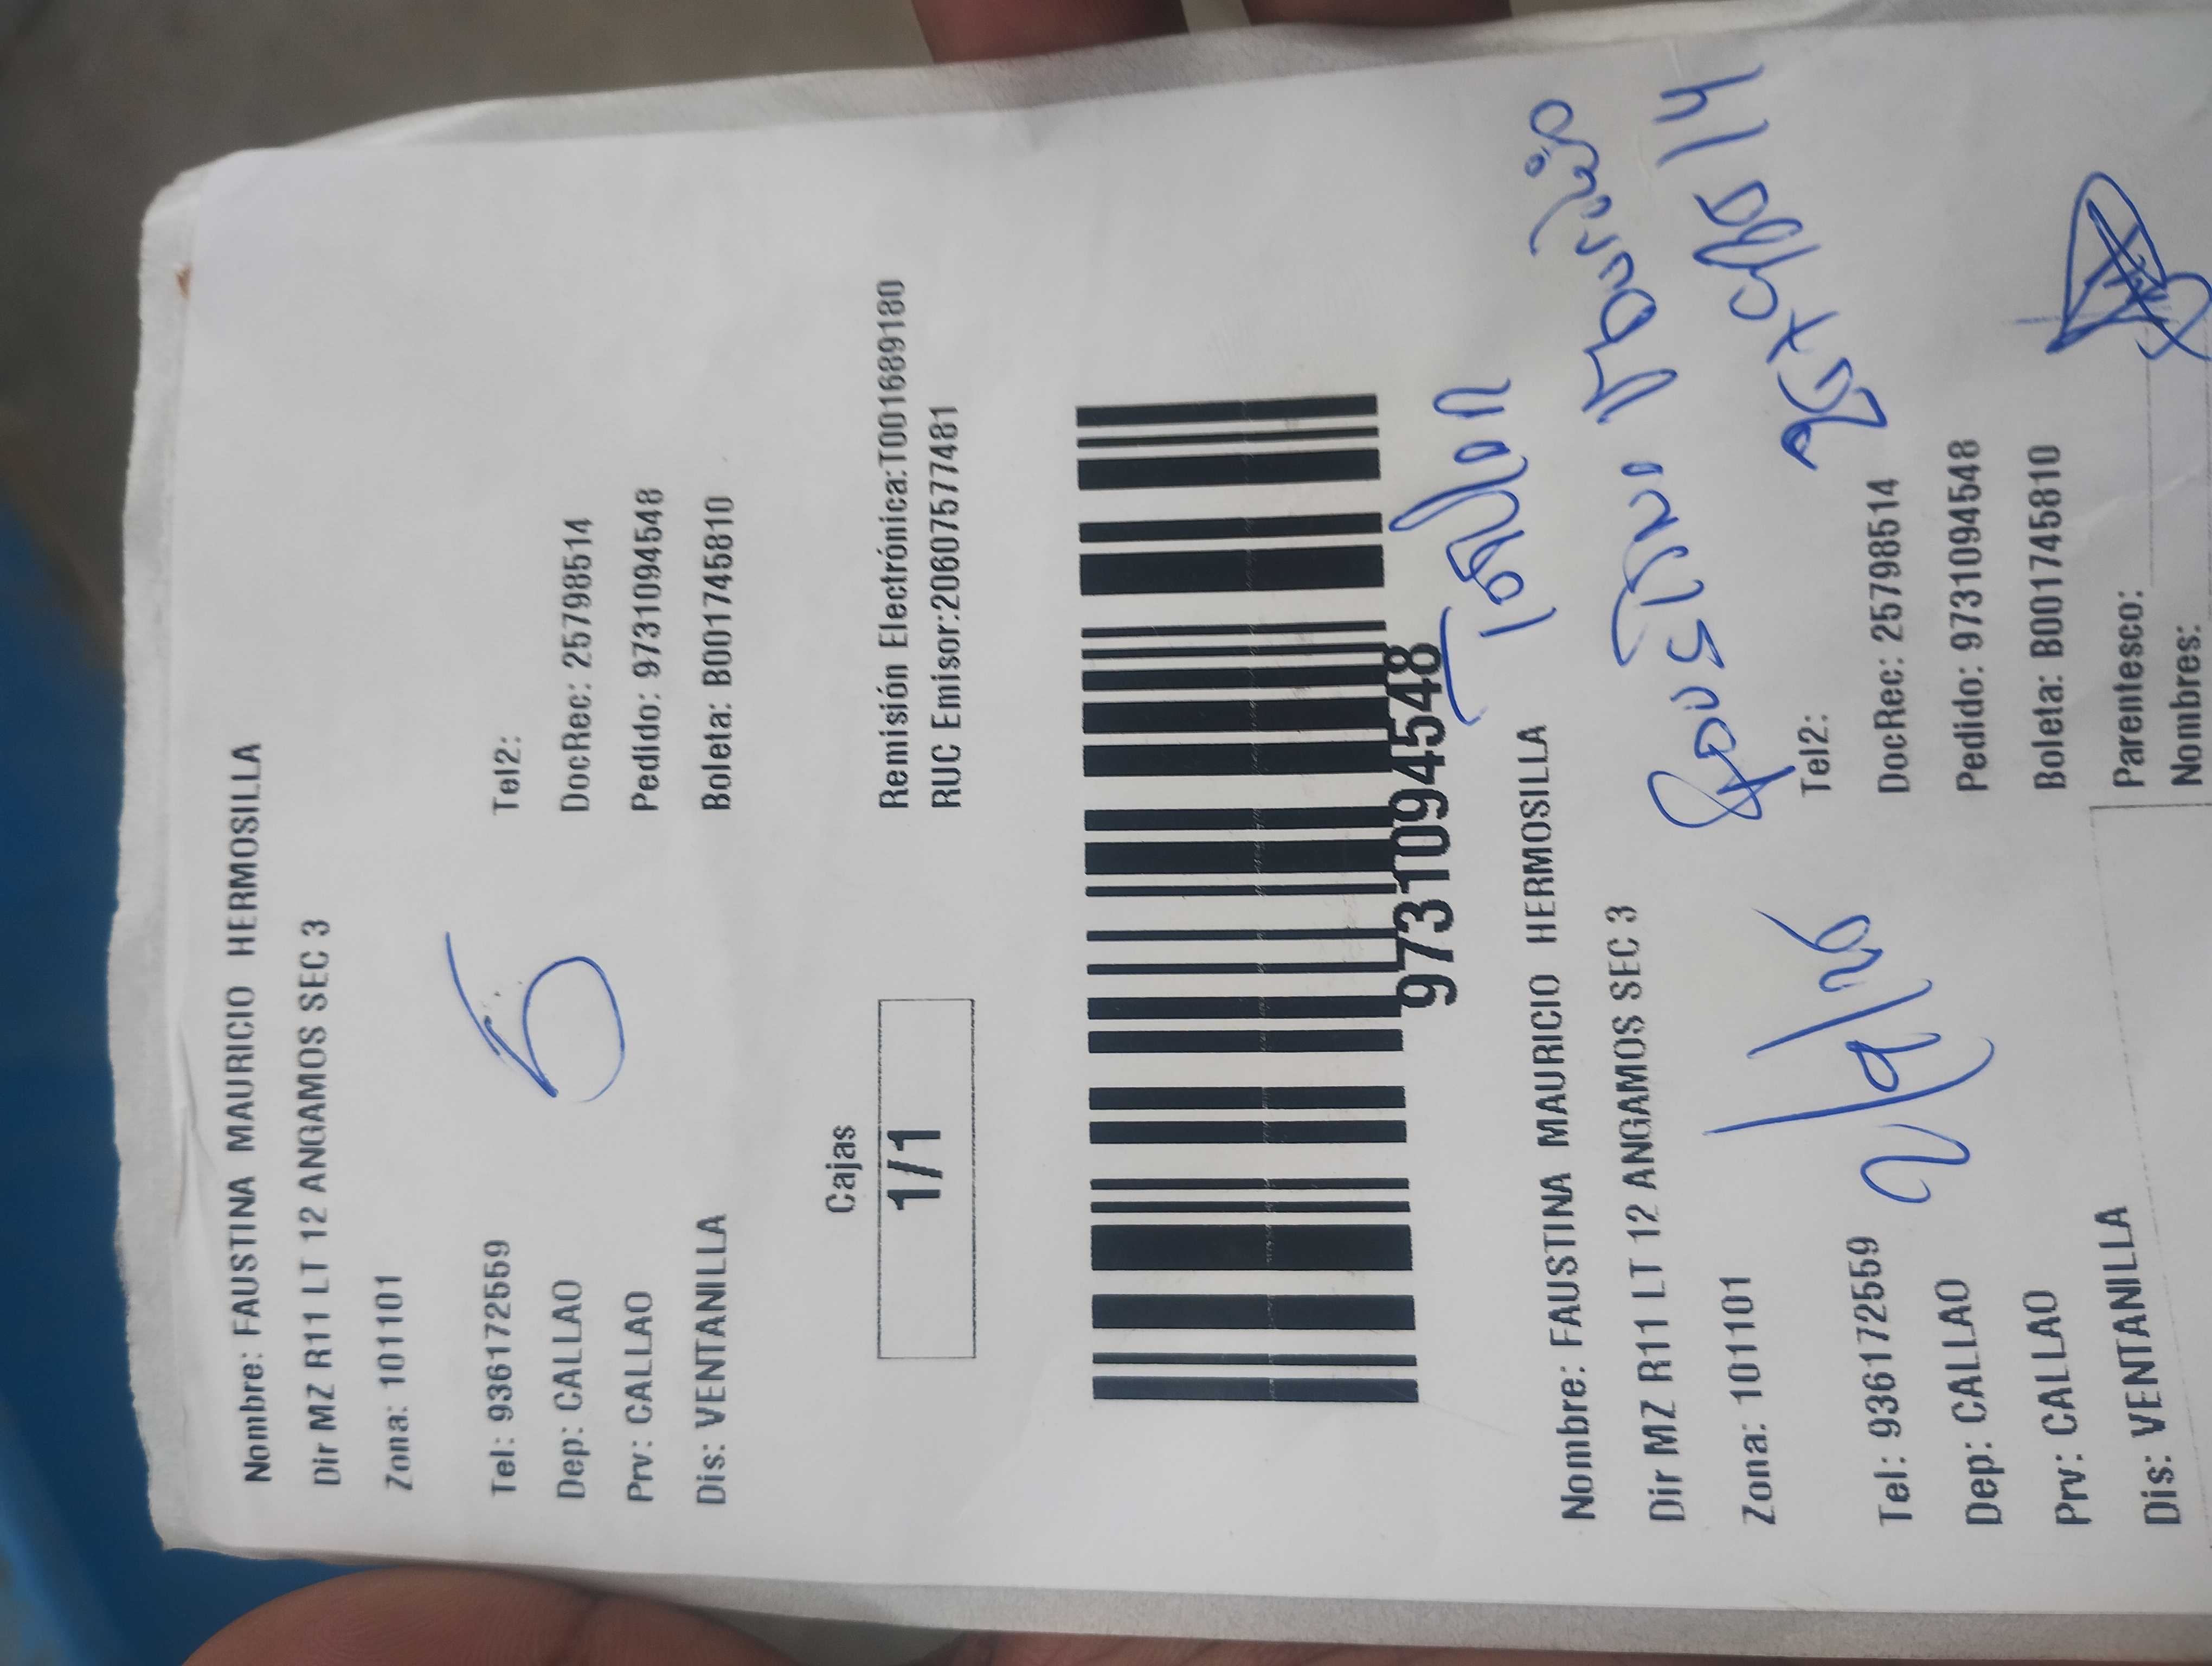 Nombre: FAUSTINA MAURICIO HERMOSILLA
Dir MZ R11 LT 12 ANGAMOS SEC 3
Zona: 101101
5
Tel: 936172559 Tel2:
Dep: CALLAO DocRec: 25798514
Prv: CALLAO Pedido: 9731094548
Dis: VENTANILLA Boleta: B001745810
Cajas
1/1
Remisión Electrónica:T001689180
RUC Emisor:20607577481
9731094548
Nombre: FAUSTINA MAURICIO HERMOSILLA
Dir MZ R11 LT 12 ANGAMOS SEC 3
Zona: 101101
Faustina Mauricio
Tel: 936172559 Tel2:
Dep: CALLAO DocRec: 25798514
Prv: CALLAO Pedido: 9731094548
Dis: VENTANILLA Boleta: B001745810
Parentesco:
Nombres: